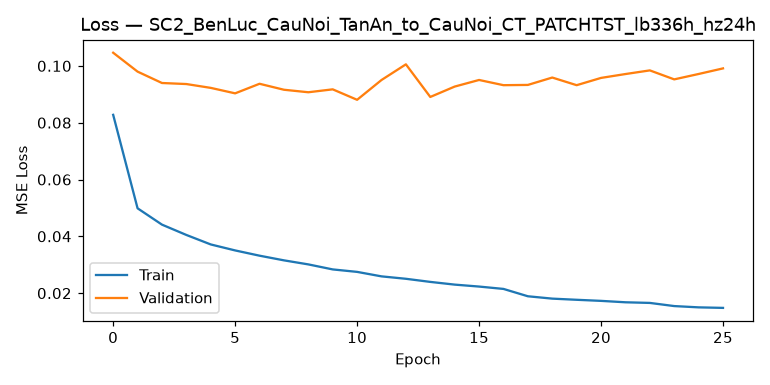 Loss — SC2_BenLuc_CauNoi_TanAn_to_CauNoi_CT_PATCHTST_lb336h_hz24h
0.10
0.08
0.06
0.04
0.02
MSE Loss
Train
Validation
0 5 10 15 20 25
Epoch